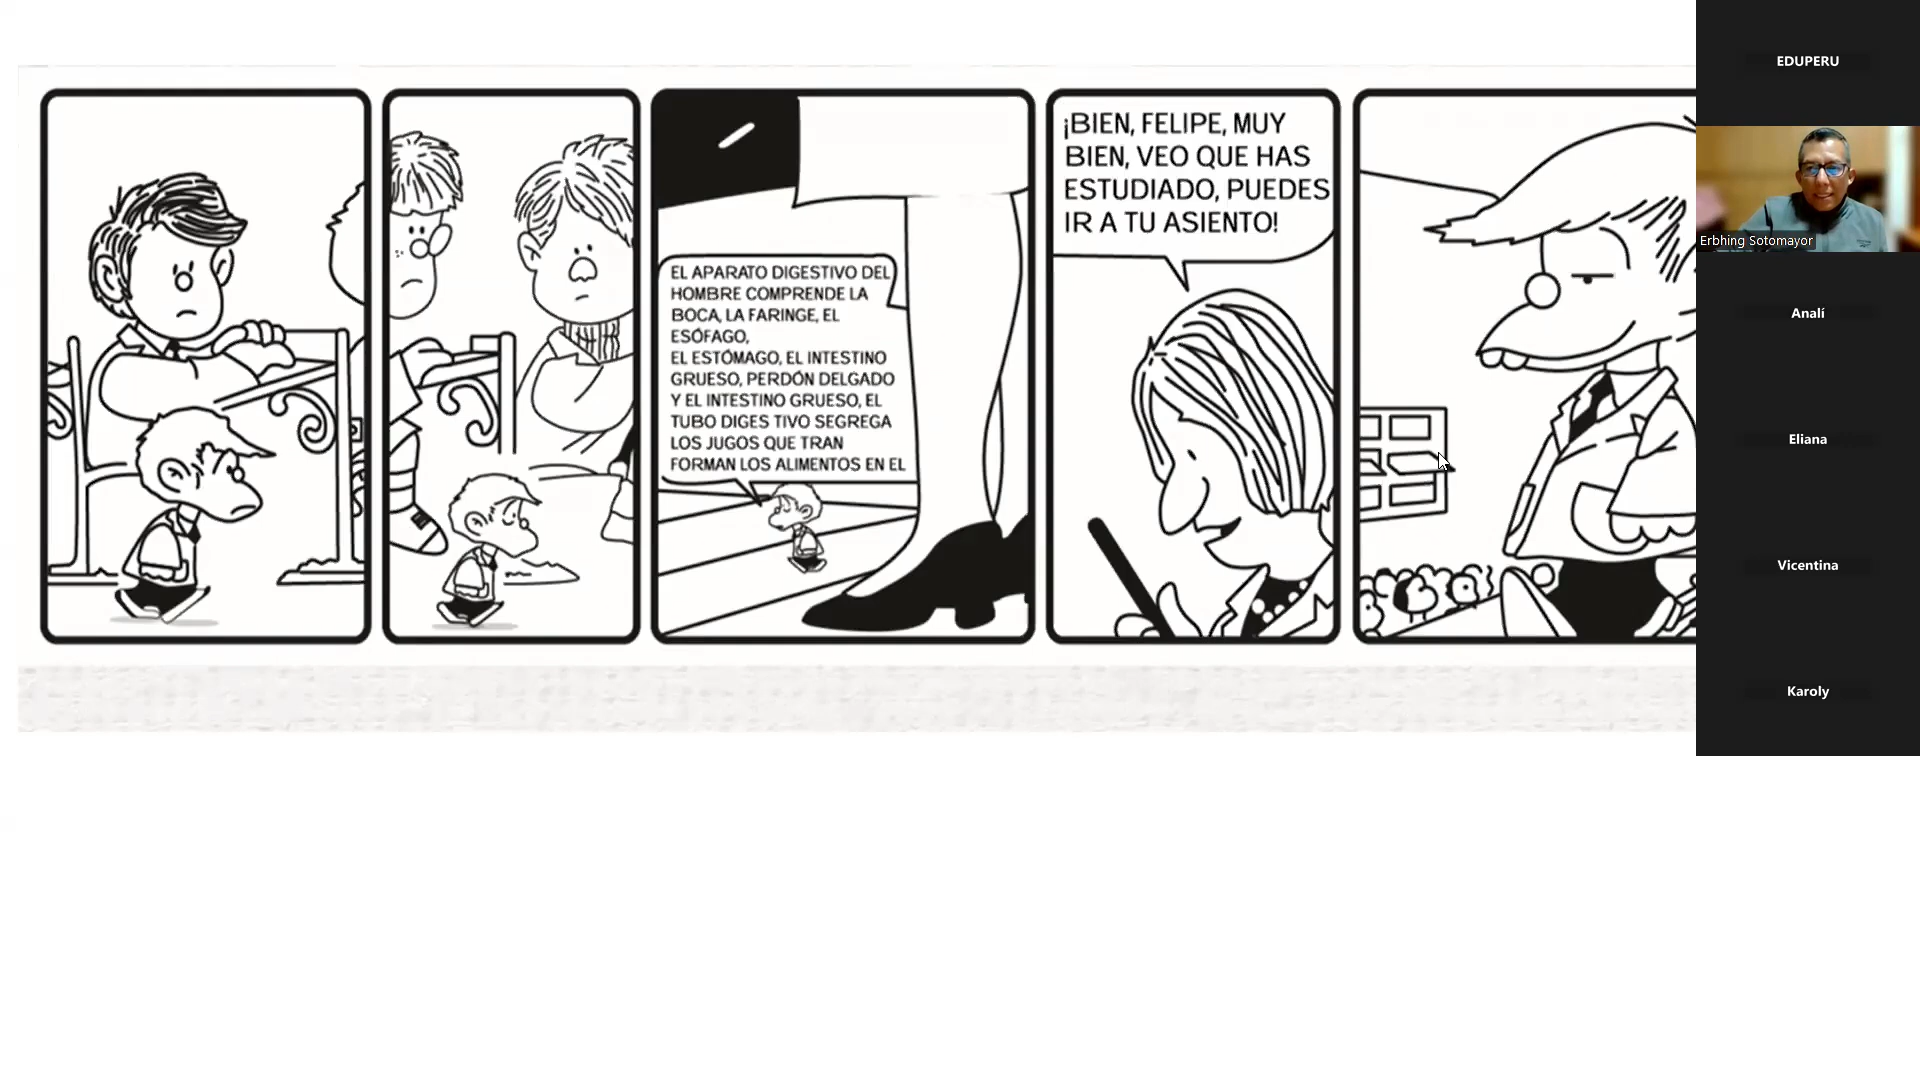 EL APARATO DIGESTIVO DEL
HOMBRE COMPRENDE LA
BOCA, LA FARINGE, EL
ESÓFAGO,
EL ESTÓMAGO, EL INTESTINO
GRUESO, PERDÓN DELGADO
Y EL INTESTINO GRUESO, EL
TUBO DIGES TIVO SEGREGA
LOS JUGOS QUE TRAN
FORMAN LOS ALIMENTOS EN EL
¡BIEN, FELIPE, MUY
BIEN, VEO QUE HAS
ESTUDIADO, PUEDES
IR A TU ASIENTO!
EDUPERU
Erbhing Sotomayor
Analí
Eliana
Vicentina
Karoly